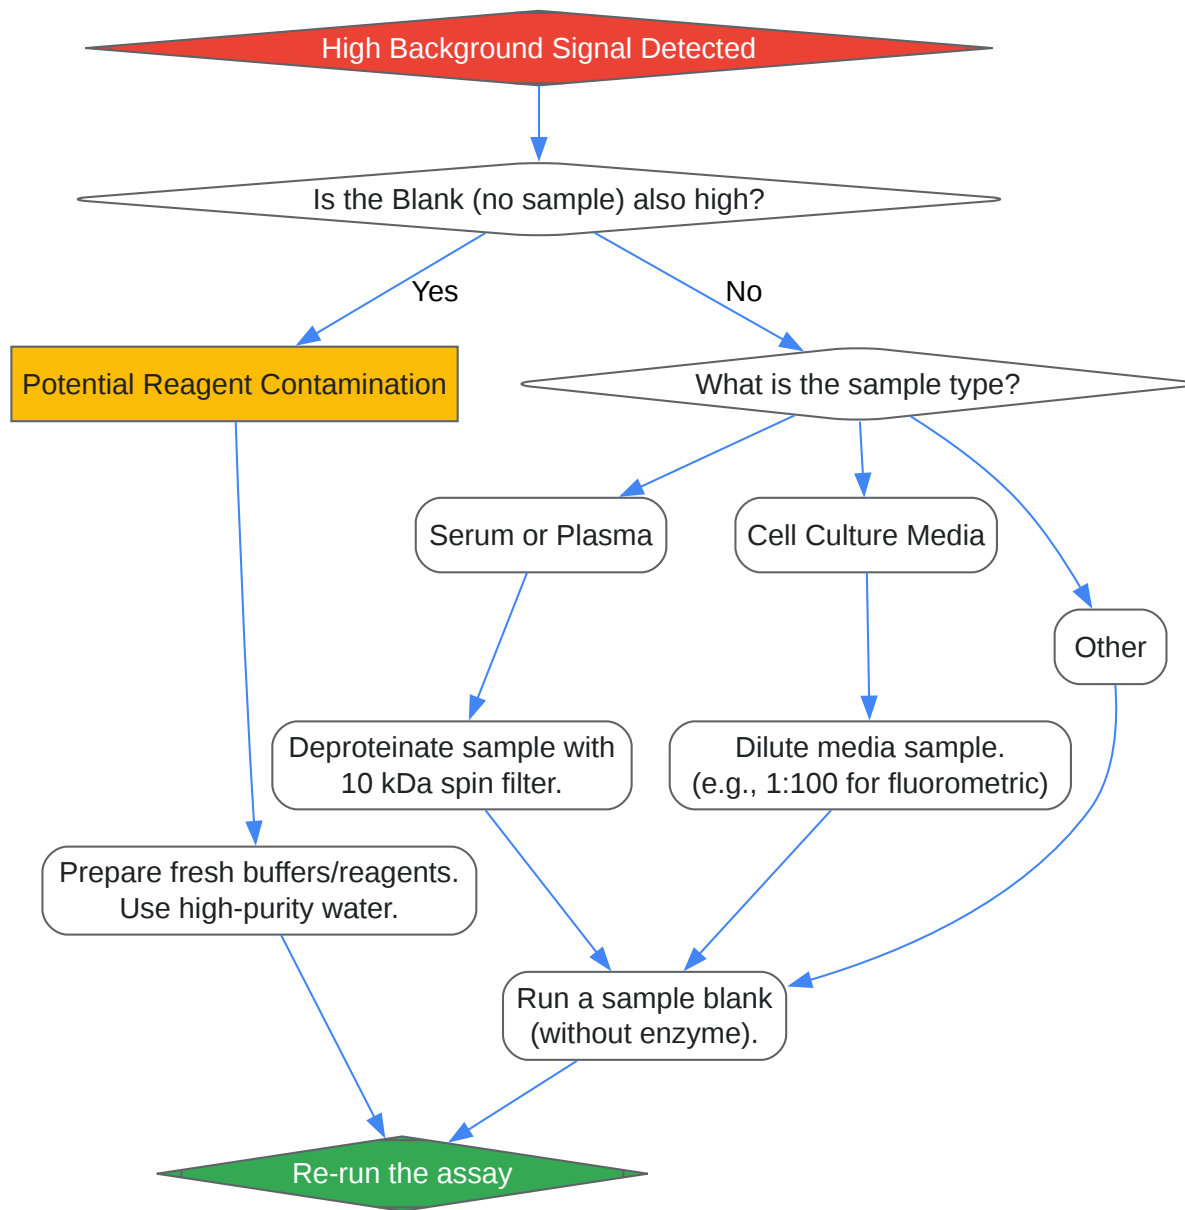 High Background Signal Detected
Is the Blank (no sample) also high?
Yes
No
Potential Reagent Contamination
What is the sample type?
Serum or Plasma
Cell Culture Media
Other
Deproteinate sample with
10 kDa spin filter.
Dilute media sample.
(e.g., 1:100 for fluorometric)
Prepare fresh buffers/reagents.
Use high-purity water.
Run a sample blank
(without enzyme).
Re-run the assay